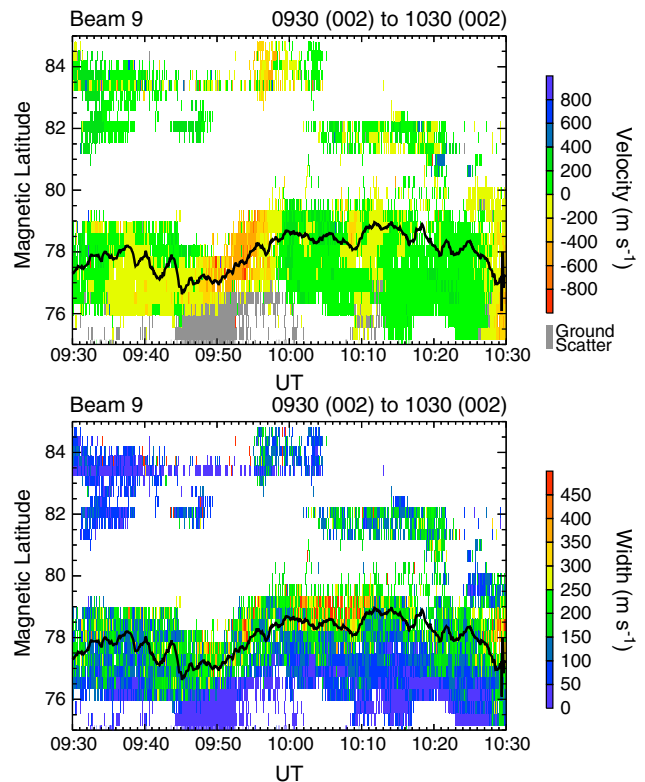 Beam 9 0930 (002) to 1030 (002)
84
82
80
78
76
Magnetic Latitude
09:30 09:40 09:50 10:00 10:10 10:20 10:30
UT
800
600
400
200
0
-200
-400
-600
-800
Velocity (m s⁻¹)
Ground
Scatter
Beam 9 0930 (002) to 1030 (002)
84
82
80
78
76
Magnetic Latitude
09:30 09:40 09:50 10:00 10:10 10:20 10:30
UT
450
400
350
300
250
200
150
100
50
0
Width (m s⁻¹)